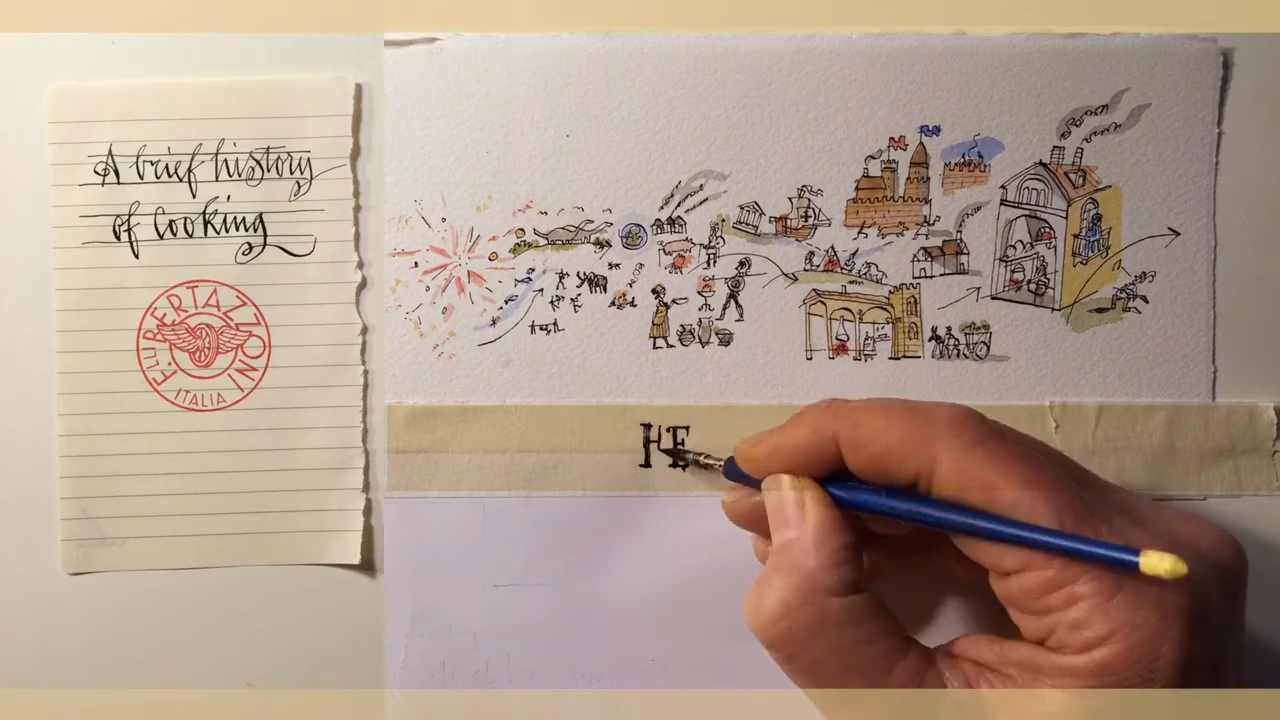 A brief history
of cooking
F.LLI BERTAZZONI
ITALIA
HE